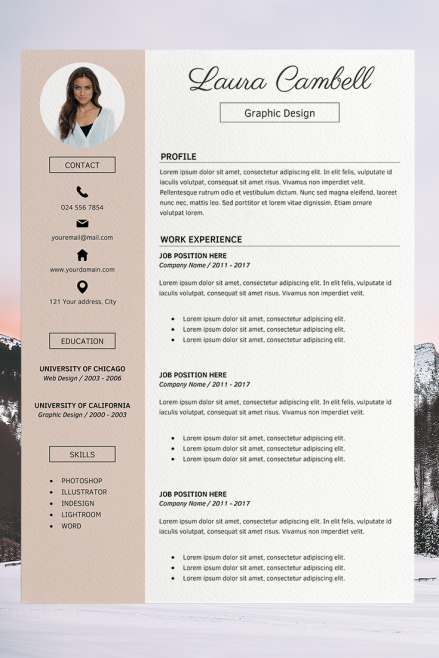 Laura Cambell
Graphic Design
CONTACT
024 556 7854
youremail@mail.com
www.yourdomain.com
121 Your address, City
EDUCATION
UNIVERSITY OF CHICAGO
Web Design / 2003 - 2006
UNIVERSITY OF CALIFORNIA
Graphic Design / 2000 - 2003
SKILLS
• PHOTOSHOP
• ILLUSTRATOR
• INDESIGN
• LIGHTROOM
• WORD
PROFILE
Lorem ipsum dolor sit amet, consectetur adipiscing elit. In elit felis, vulputate id
iaculis volutpat, consequat sit amet risus. Vivamus non imperdiet velit.
Pellentesque rutrum odio et vestibulum dictum. Nunc sed magna eleifend, laoreet
nunc nec, mattis leo. Sed porttitor et lorem vitae dignissim. Etiam ornare
volutpat lorem.
WORK EXPERIENCE
JOB POSITION HERE
Company Name / 2011 - 2017
Lorem ipsum dolor sit amet, consectetur adipiscing elit. In elit felis, vulputate id
iaculis volutpat, consequat sit amet risus. Vivamus non imperdiet velit.
• Lorem ipsum dolor sit amet, consectetur adipiscing elit.
• Lorem ipsum dolor sit amet, consectetur adipiscing elit.
• Lorem ipsum dolor sit amet, consectetur adipiscing elit.
JOB POSITION HERE
Company Name / 2011 - 2017
Lorem ipsum dolor sit amet, consectetur adipiscing elit. In elit felis, vulputate id
iaculis volutpat, consequat sit amet risus. Vivamus non imperdiet velit.
• Lorem ipsum dolor sit amet, consectetur adipiscing elit.
• Lorem ipsum dolor sit amet, consectetur adipiscing elit.
• Lorem ipsum dolor sit amet, consectetur adipiscing elit.
JOB POSITION HERE
Company Name / 2011 - 2017
Lorem ipsum dolor sit amet, consectetur adipiscing elit. In elit felis, vulputate id
iaculis volutpat, consequat sit amet risus. Vivamus non imperdiet velit.
• Lorem ipsum dolor sit amet, consectetur adipiscing elit.
• Lorem ipsum dolor sit amet, consectetur adipiscing elit.
• Lorem ipsum dolor sit amet, consectetur adipiscing elit.